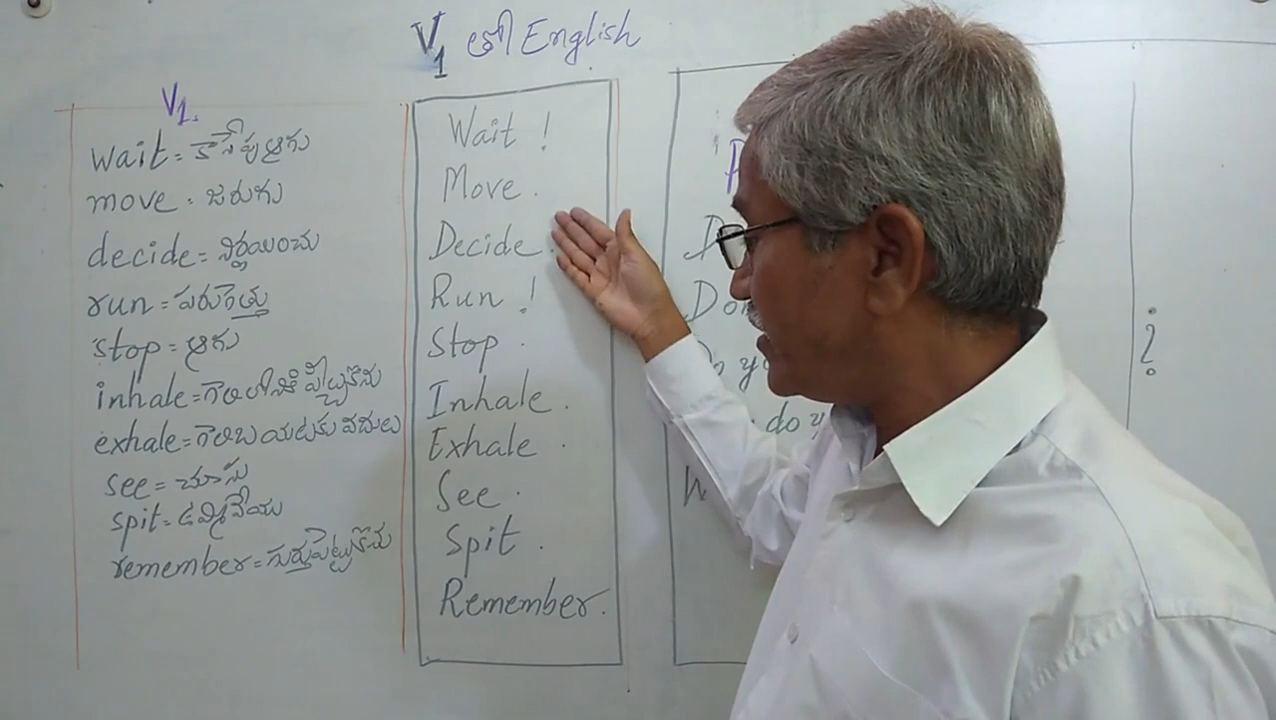 V1 తో English
V1.
wait = కాసేపు ఆగు
move = జరుగు
decide = నిర్ణయించు
run = పరుగెత్తు
stop = ఆగు
inhale = గాలి లోనికి పీల్చుకొను
exhale = గాలి బయటకు వదులు
see = చూసు
spit = ఉమ్మివేయు
remember = గుర్తుపెట్టుకొను
Wait !
Move .
Decide .
Run !
Stop .
Inhale .
Exhale .
See .
Spit .
Remember.
do
?